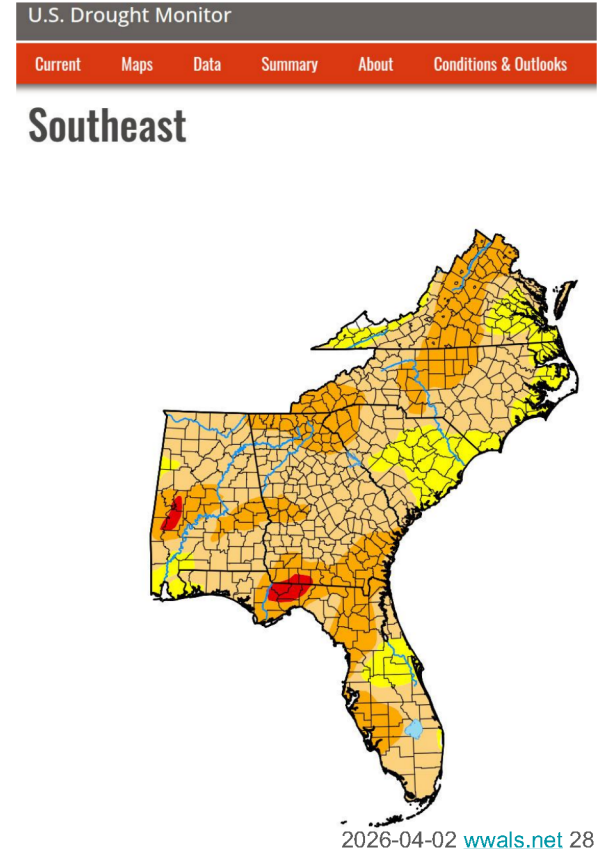 U.S. Drought Monitor
Current Maps Data Summary About Conditions & Outlooks
Southeast
2026-04-02 wwals.net 28